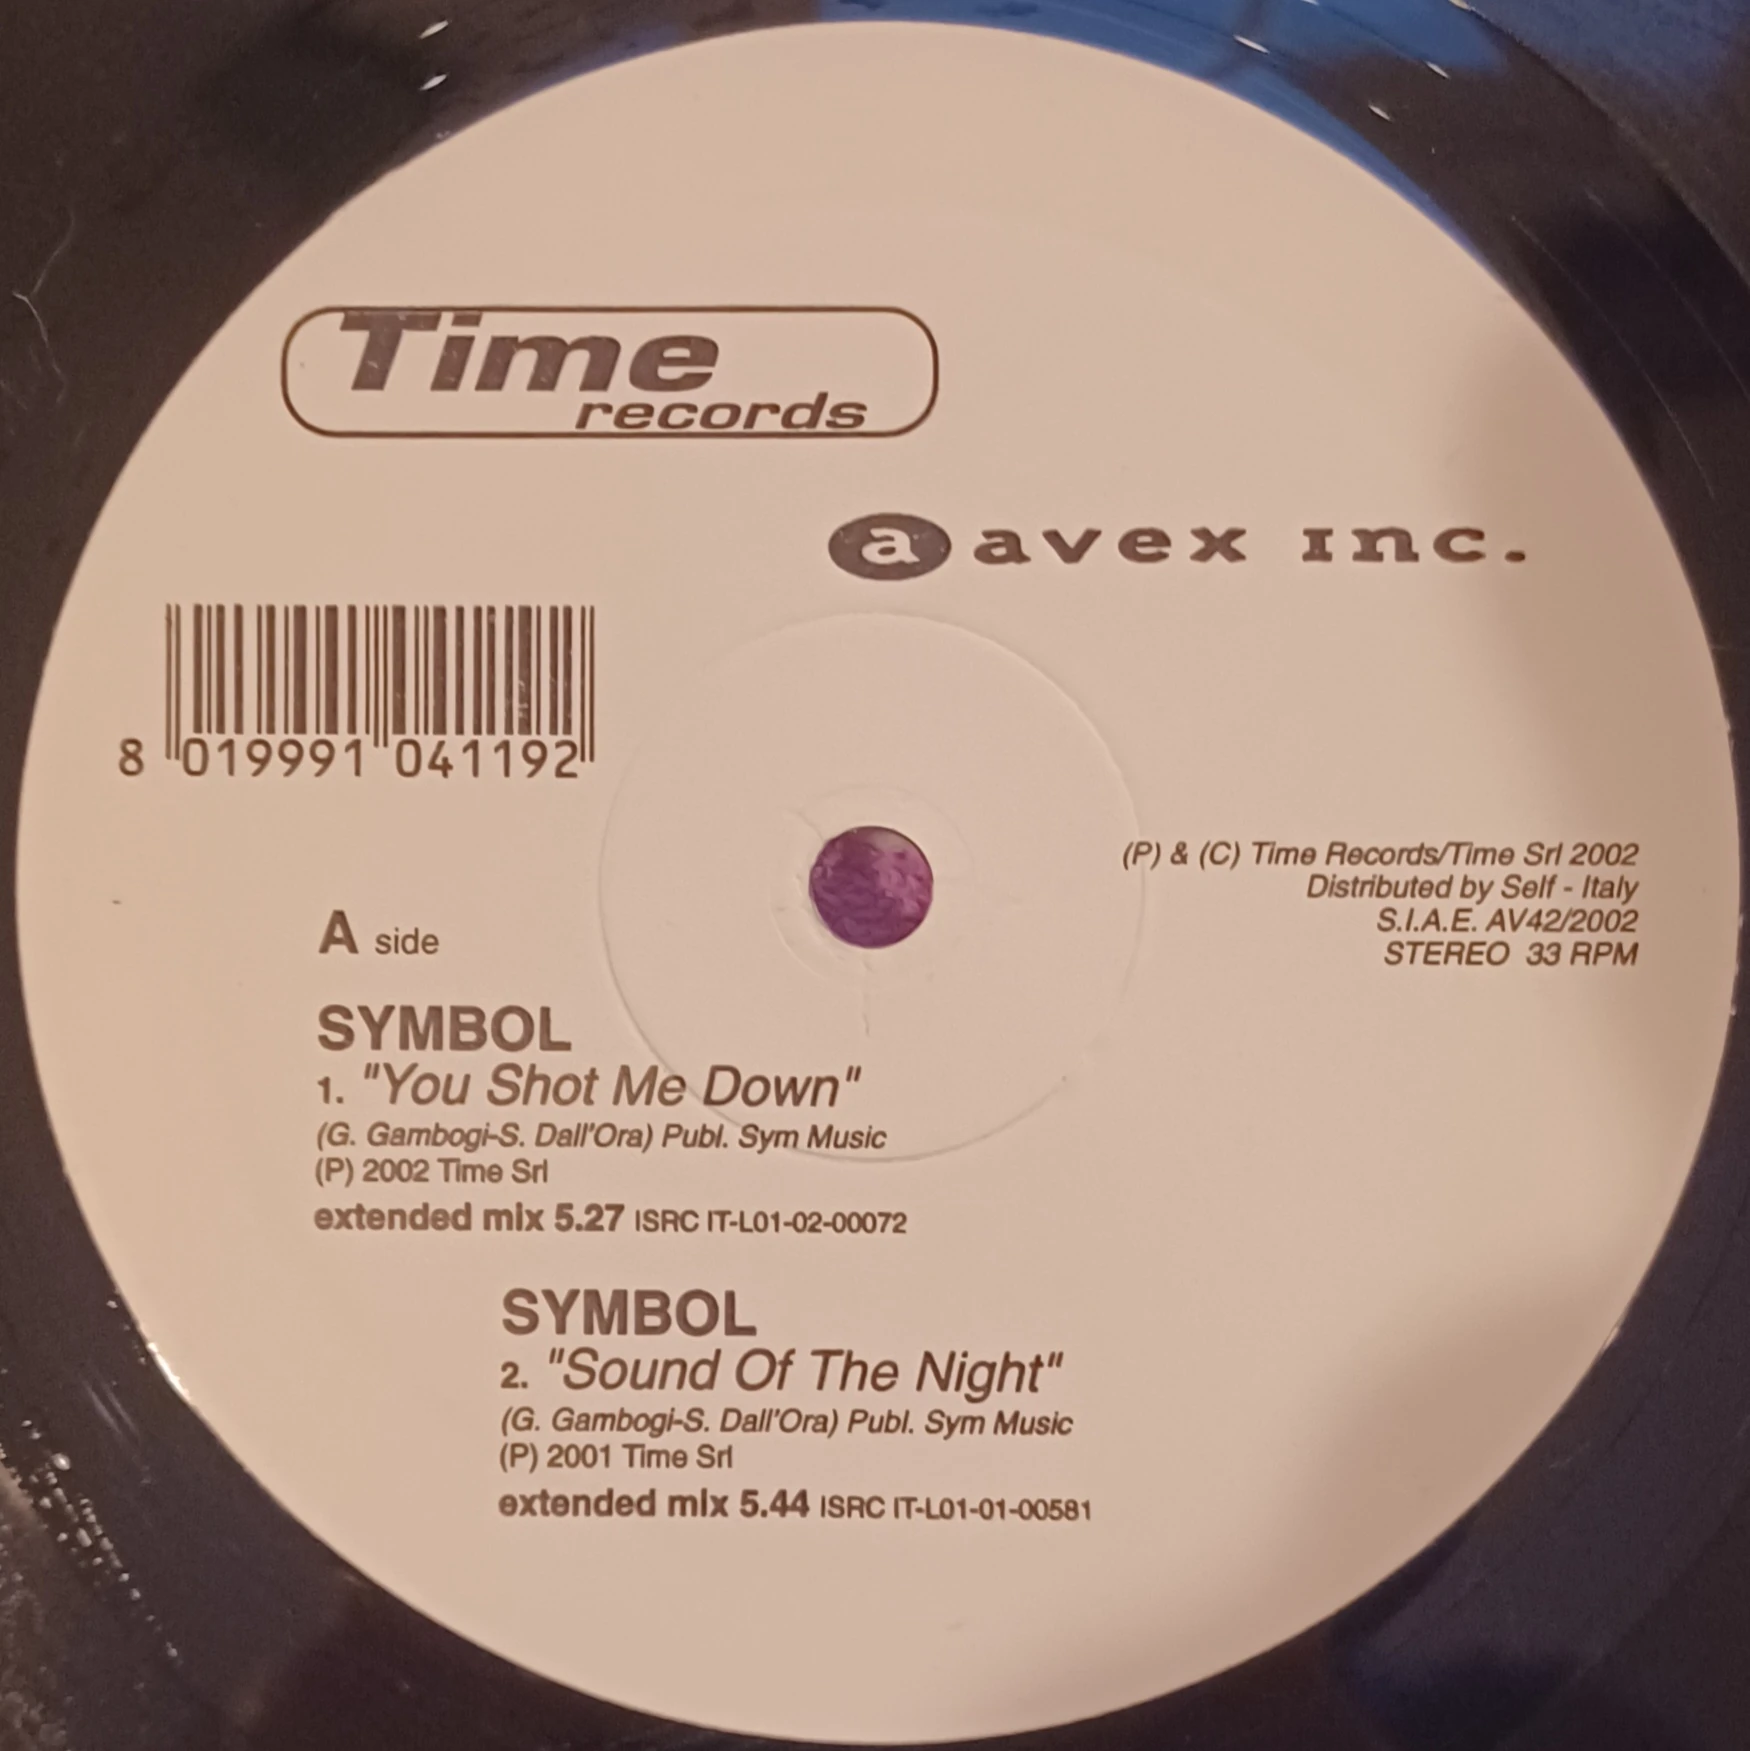 Time
records
a avex inc.
8 019991 041192
(P) & (C) Time Records/Time Srl 2002
Distributed by Self - Italy
S.I.A.E. AV42/2002
STEREO 33 RPM
A side
SYMBOL
1. "You Shot Me Down"
(G. Gambogi-S. Dall'Ora) Publ. Sym Music
(P) 2002 Time Srl
extended mix 5.27 ISRC IT-L01-02-00072
SYMBOL
2. "Sound Of The Night"
(G. Gambogi-S. Dall'Ora) Publ. Sym Music
(P) 2001 Time Srl
extended mix 5.44 ISRC IT-L01-01-00581